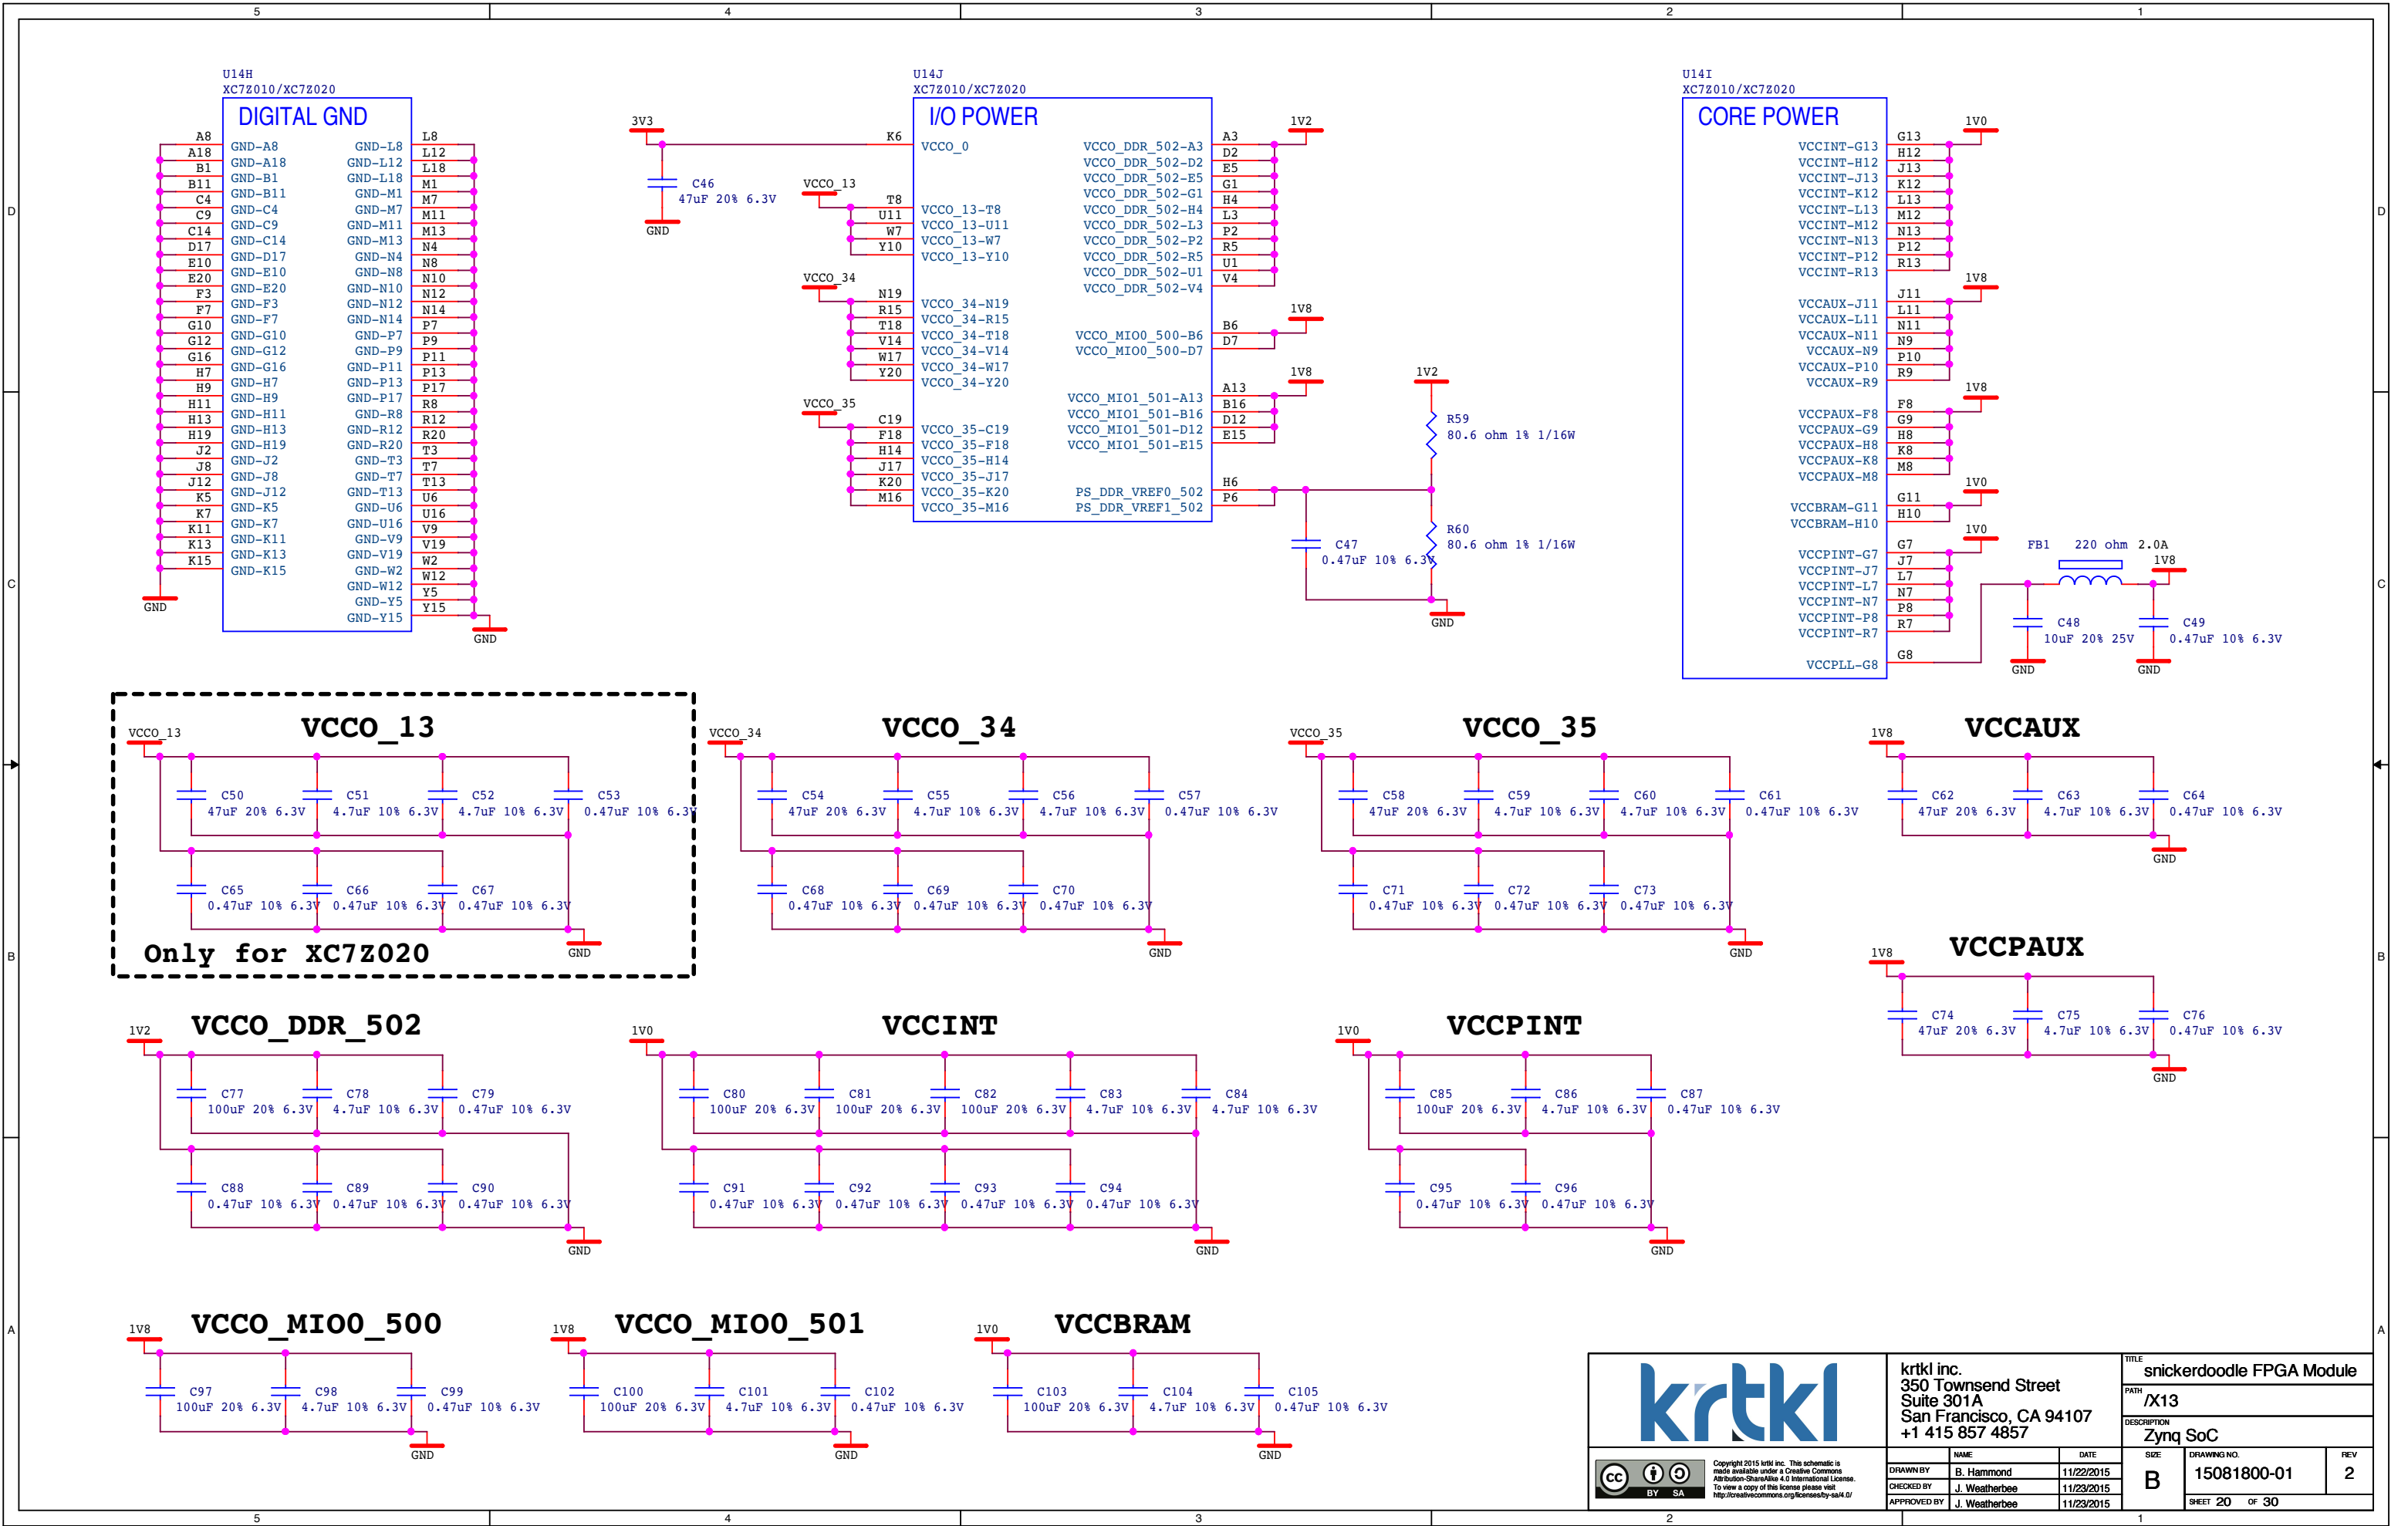 5 4 3 2 1
D D
C C
B B
A A
U14H
XC7Z010/XC7Z020
DIGITAL GND
A8 GND-A8 GND-L8 L8
A18 GND-A18 GND-L12 L12
B1 GND-B1 GND-L18 L18
B11 GND-B11 GND-M1 M1
C4 GND-C4 GND-M7 M7
C9 GND-C9 GND-M11 M11
C14 GND-C14 GND-M13 M13
D17 GND-D17 GND-N4 N4
E10 GND-E10 GND-N8 N8
E20 GND-E20 GND-N10 N10
F3 GND-F3 GND-N12 N12
F7 GND-F7 GND-N14 N14
G10 GND-G10 GND-P7 P7
G12 GND-G12 GND-P9 P9
G16 GND-G16 GND-P11 P11
H7 GND-H7 GND-P13 P13
H9 GND-H9 GND-P17 P17
H11 GND-H11 GND-R8 R8
H13 GND-H13 GND-R12 R12
H19 GND-H19 GND-R20 R20
J2 GND-J2 GND-T3 T3
J8 GND-J8 GND-T7 T7
J12 GND-J12 GND-T13 T13
K5 GND-K5 GND-U6 U6
K7 GND-K7 GND-U16 U16
K11 GND-K11 GND-V9 V9
K13 GND-K13 GND-V19 V19
K15 GND-K15 GND-W2 W2
GND-W12 W12
GND-Y5 Y5
GND-Y15 Y15
GND
GND
U14J
XC7Z010/XC7Z020
I/O POWER
3V3
K6 VCCO_0
C46
47uF 20% 6.3V
GND
VCCO_13
T8 VCCO_13-T8
U11 VCCO_13-U11
W7 VCCO_13-W7
Y10 VCCO_13-Y10
VCCO_34
N19 VCCO_34-N19
R15 VCCO_34-R15
T18 VCCO_34-T18
V14 VCCO_34-V14
W17 VCCO_34-W17
Y20 VCCO_34-Y20
VCCO_35
C19 VCCO_35-C19
F18 VCCO_35-F18
H14 VCCO_35-H14
J17 VCCO_35-J17
K20 VCCO_35-K20
M16 VCCO_35-M16
1V2
VCCO_DDR_502-A3 A3
VCCO_DDR_502-D2 D2
VCCO_DDR_502-E5 E5
VCCO_DDR_502-G1 G1
VCCO_DDR_502-H4 H4
VCCO_DDR_502-L3 L3
VCCO_DDR_502-P2 P2
VCCO_DDR_502-R5 R5
VCCO_DDR_502-U1 U1
VCCO_DDR_502-V4 V4
1V8
VCCO_MIO0_500-B6 B6
VCCO_MIO0_500-D7 D7
1V8
VCCO_MIO1_501-A13 A13
VCCO_MIO1_501-B16 B16
VCCO_MIO1_501-D12 D12
VCCO_MIO1_501-E15 E15
PS_DDR_VREF0_502 H6
PS_DDR_VREF1_502 P6
1V2
R59
80.6 ohm 1% 1/16W
R60
80.6 ohm 1% 1/16W
C47
0.47uF 10% 6.3V
GND
U14I
XC7Z010/XC7Z020
CORE POWER
1V0
VCCINT-G13 G13
VCCINT-H12 H12
VCCINT-J13 J13
VCCINT-K12 K12
VCCINT-L13 L13
VCCINT-M12 M12
VCCINT-N13 N13
VCCINT-P12 P12
VCCINT-R13 R13
1V8
VCCAUX-J11 J11
VCCAUX-L11 L11
VCCAUX-N11 N11
VCCAUX-N9 N9
VCCAUX-P10 P10
VCCAUX-R9 R9
1V8
VCCPAUX-F8 F8
VCCPAUX-G9 G9
VCCPAUX-H8 H8
VCCPAUX-K8 K8
VCCPAUX-M8 M8
1V0
VCCBRAM-G11 G11
VCCBRAM-H10 H10
1V0
VCCPINT-G7 G7
VCCPINT-J7 J7
VCCPINT-L7 L7
VCCPINT-N7 N7
VCCPINT-P8 P8
VCCPINT-R7 R7
VCCPLL-G8 G8
FB1 220 ohm 2.0A
1V8
C48
10uF 20% 25V
C49
0.47uF 10% 6.3V
GND GND
VCCO_13
VCCO_13
C50 C51 C52 C53
47uF 20% 6.3V 4.7uF 10% 6.3V 4.7uF 10% 6.3V 0.47uF 10% 6.3V
C65 C66 C67
0.47uF 10% 6.3V 0.47uF 10% 6.3V 0.47uF 10% 6.3V
GND
Only for XC7Z020
VCCO_34
VCCO_34
C54 C55 C56 C57
47uF 20% 6.3V 4.7uF 10% 6.3V 4.7uF 10% 6.3V 0.47uF 10% 6.3V
C68 C69 C70
0.47uF 10% 6.3V 0.47uF 10% 6.3V 0.47uF 10% 6.3V
GND
VCCO_35
VCCO_35
C58 C59 C60 C61
47uF 20% 6.3V 4.7uF 10% 6.3V 4.7uF 10% 6.3V 0.47uF 10% 6.3V
C71 C72 C73
0.47uF 10% 6.3V 0.47uF 10% 6.3V 0.47uF 10% 6.3V
GND
VCCAUX
1V8
C62 C63 C64
47uF 20% 6.3V 4.7uF 10% 6.3V 0.47uF 10% 6.3V
GND
VCCPAUX
1V8
C74 C75 C76
47uF 20% 6.3V 4.7uF 10% 6.3V 0.47uF 10% 6.3V
GND
VCCO_DDR_502
1V2
C77 C78 C79
100uF 20% 6.3V 4.7uF 10% 6.3V 0.47uF 10% 6.3V
C88 C89 C90
0.47uF 10% 6.3V 0.47uF 10% 6.3V 0.47uF 10% 6.3V
GND
VCCINT
1V0
C80 C81 C82 C83 C84
100uF 20% 6.3V 100uF 20% 6.3V 100uF 20% 6.3V 4.7uF 10% 6.3V 4.7uF 10% 6.3V
C91 C92 C93 C94
0.47uF 10% 6.3V 0.47uF 10% 6.3V 0.47uF 10% 6.3V 0.47uF 10% 6.3V
GND
VCCPINT
1V0
C85 C86 C87
100uF 20% 6.3V 4.7uF 10% 6.3V 0.47uF 10% 6.3V
C95 C96
0.47uF 10% 6.3V 0.47uF 10% 6.3V
GND
VCCO_MIO0_500
1V8
C97 C98 C99
100uF 20% 6.3V 4.7uF 10% 6.3V 0.47uF 10% 6.3V
GND
VCCO_MIO0_501
1V8
C100 C101 C102
100uF 20% 6.3V 4.7uF 10% 6.3V 0.47uF 10% 6.3V
GND
VCCBRAM
1V0
C103 C104 C105
100uF 20% 6.3V 4.7uF 10% 6.3V 0.47uF 10% 6.3V
GND
krtkl
cc BY SA
Copyright 2015 krtkl inc. This schematic is
made available under a Creative Commons
Attribution-ShareAlike 4.0 International License.
To view a copy of this license please visit
http://creativecommons.org/licenses/by-sa/4.0/
krtkl inc.
350 Townsend Street
Suite 301A
San Francisco, CA 94107
+1 415 857 4857
NAME DATE
DRAWN BY B. Hammond 11/22/2015
CHECKED BY J. Weatherbee 11/23/2015
APPROVED BY J. Weatherbee 11/23/2015
TITLE
snickerdoodle FPGA Module
PATH
/X13
DESCRIPTION
Zynq SoC
SIZE DRAWING NO. REV
B 15081800-01 2
SHEET 20 OF 30
5 4 3 2 1